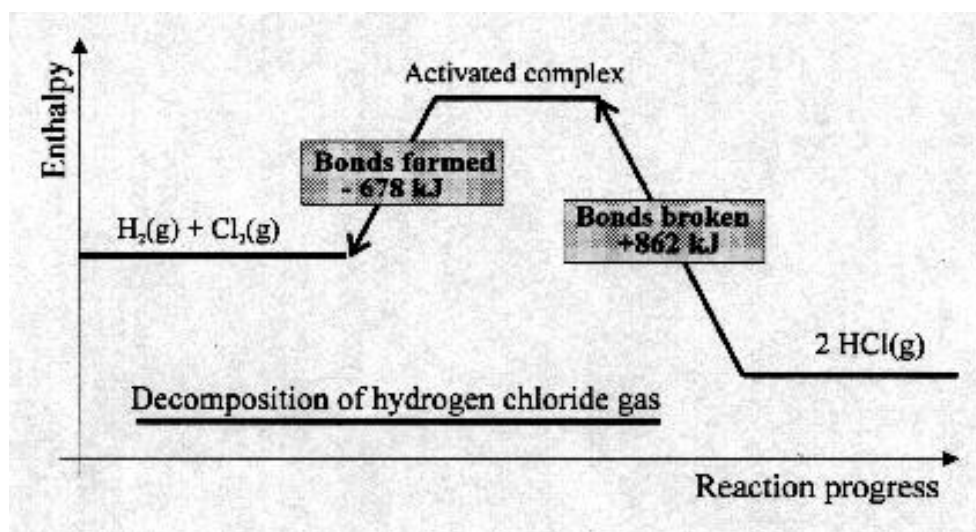 Enthalpy
Activated complex
Bonds formed
- 678 kJ
H₂(g) + Cl₂(g)
Bonds broken
+862 kJ
2 HCl(g)
Decomposition of hydrogen chloride gas
Reaction progress